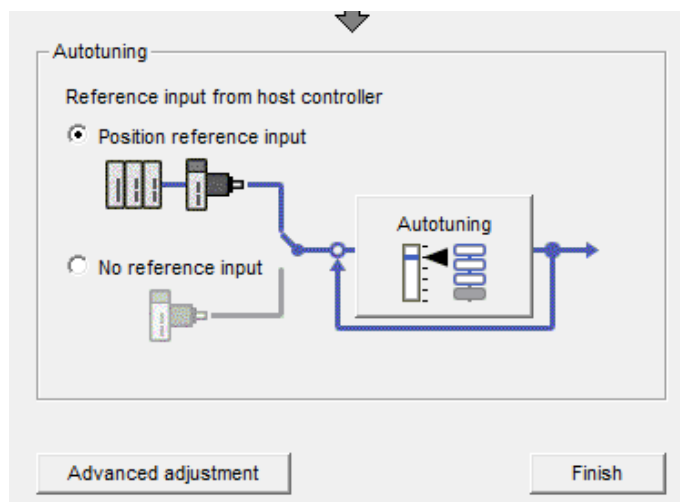 Autotuning
Reference input from host controller
Position reference input
Autotuning
No reference input
Advanced adjustment
Finish